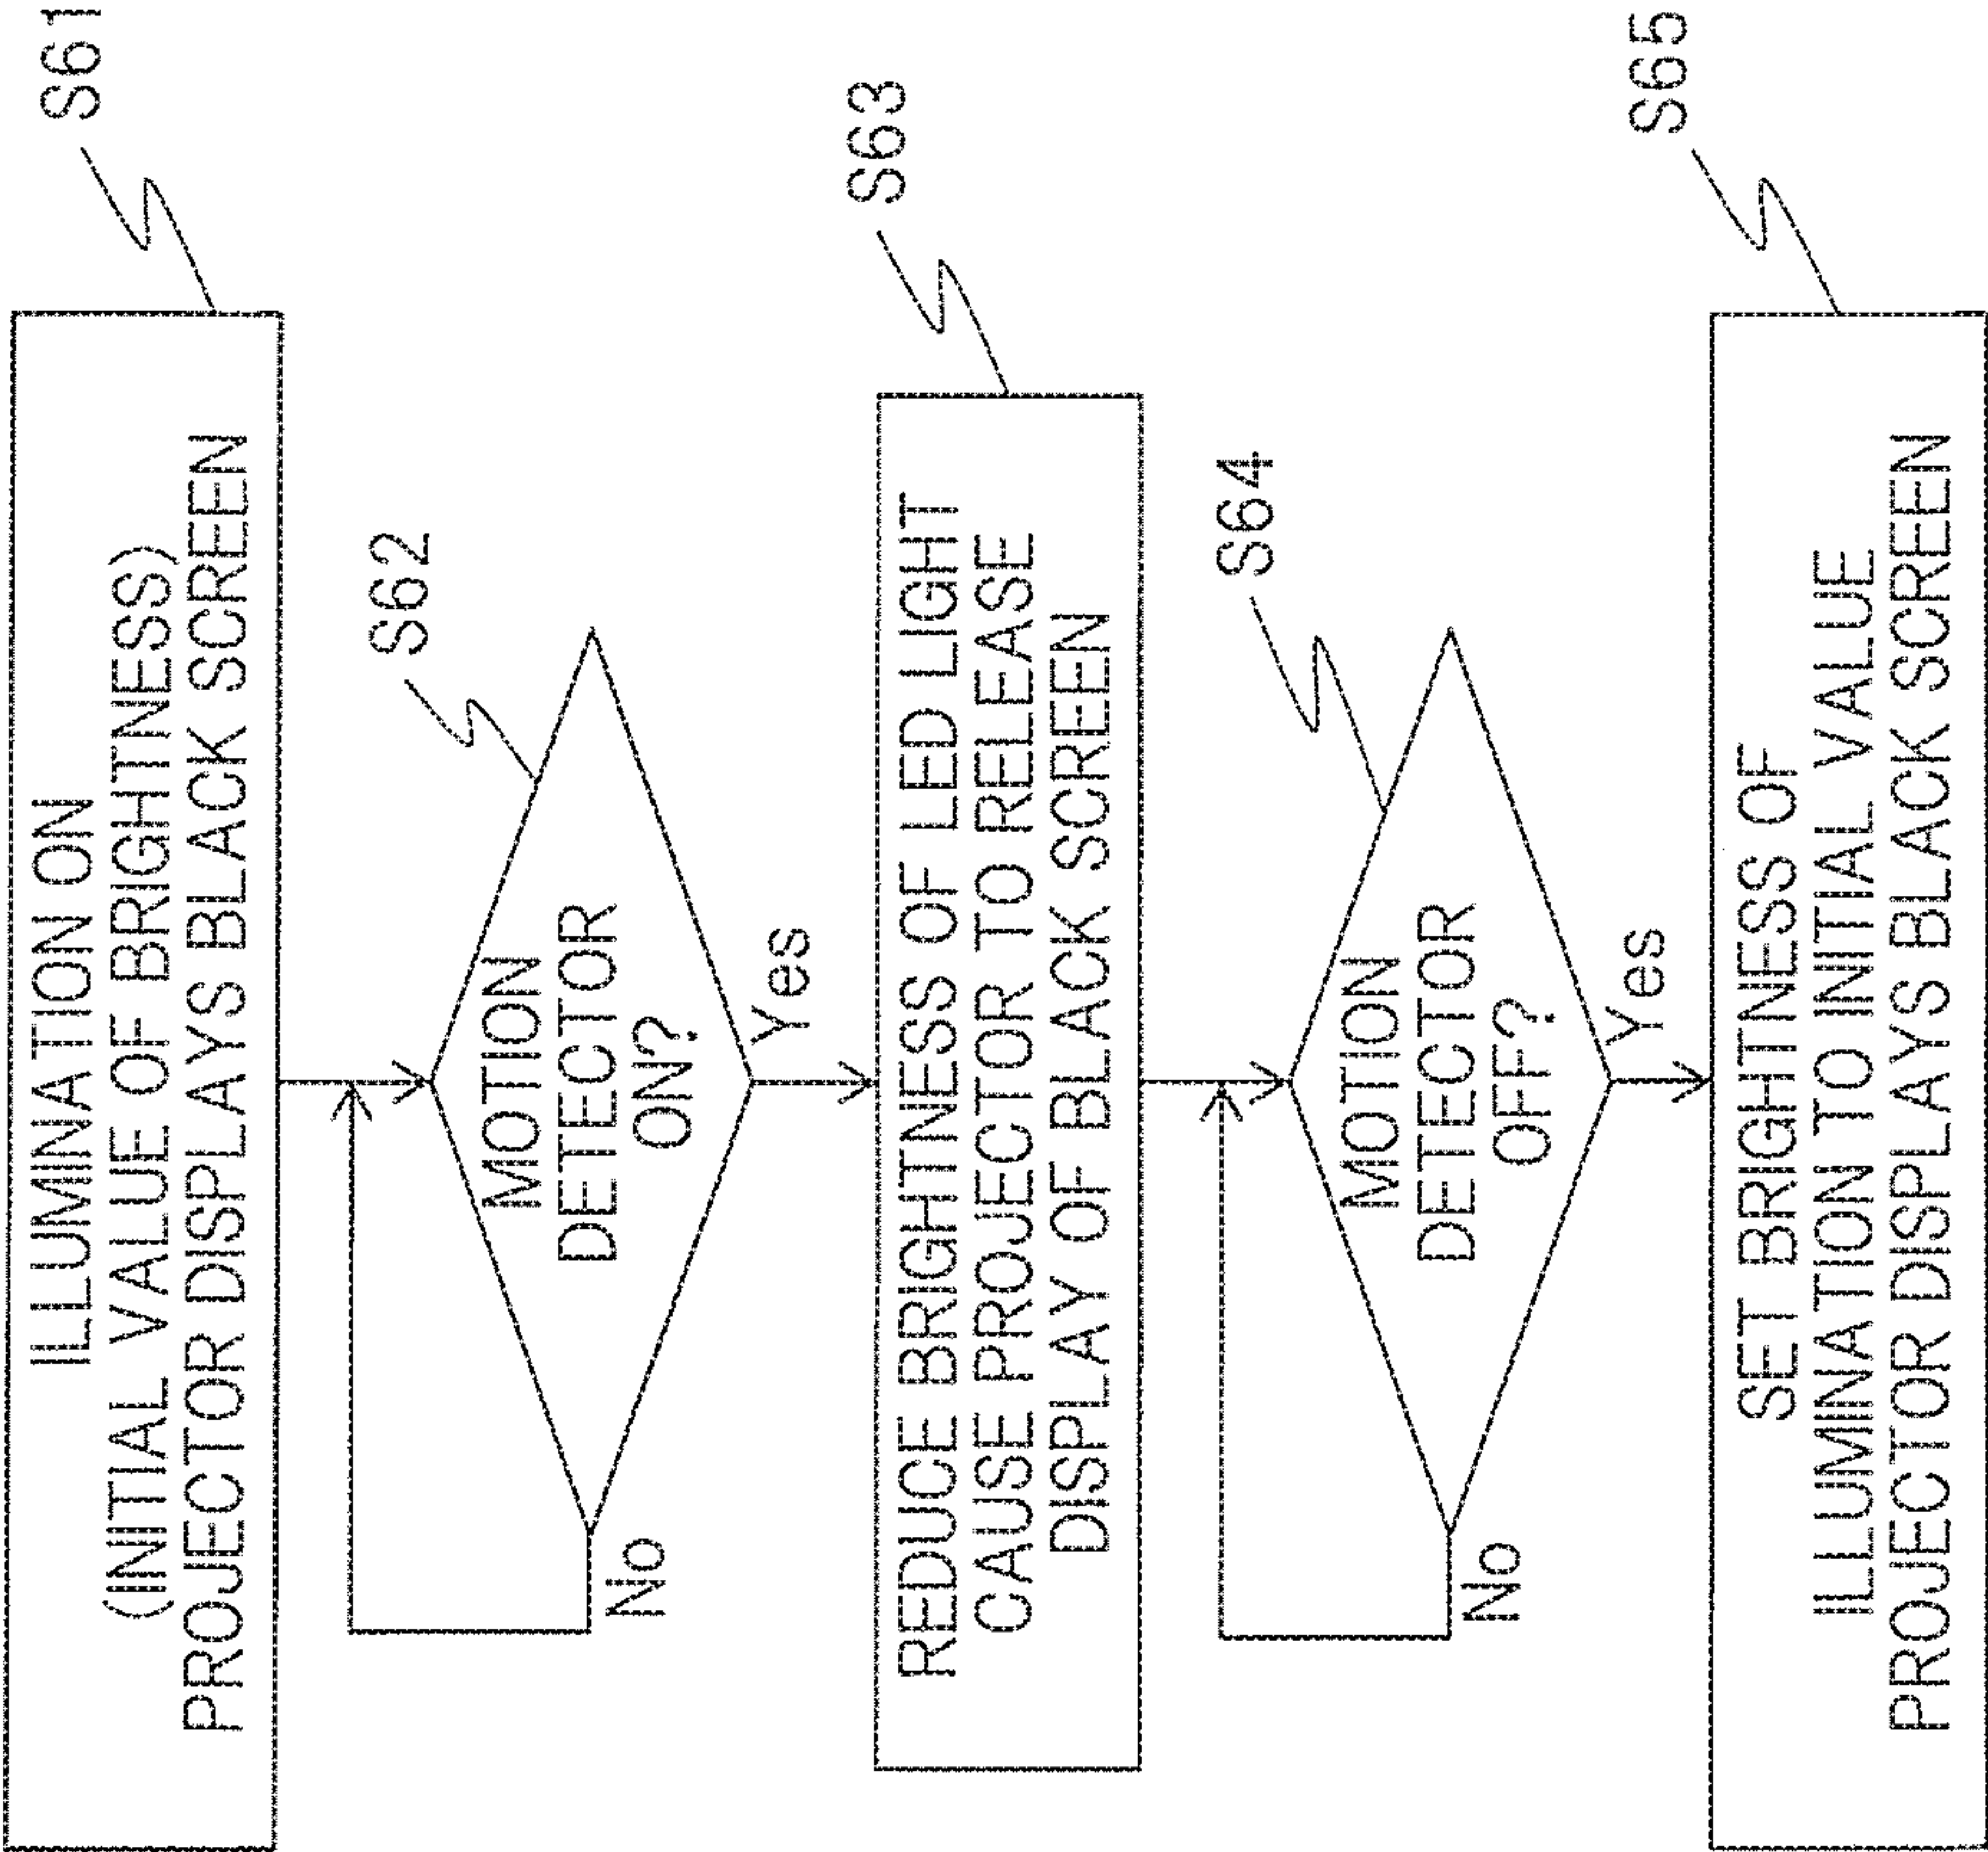 S61
ILLUMINATION ON
(INITIAL VALUE OF BRIGHTNESS)
PROJECTOR DISPLAYS BLACK SCREEN
S62
MOTION
DETECTOR
ON?
No
Yes
S63
REDUCE BRIGHTNESS OF LED LIGHT
CAUSE PROJECTOR TO RELEASE
DISPLAY OF BLACK SCREEN
S64
MOTION
DETECTOR
OFF?
No
Yes
S65
SET BRIGHTNESS OF
ILLUMINATION TO INITIAL VALUE
PROJECTOR DISPLAYS BLACK SCREEN